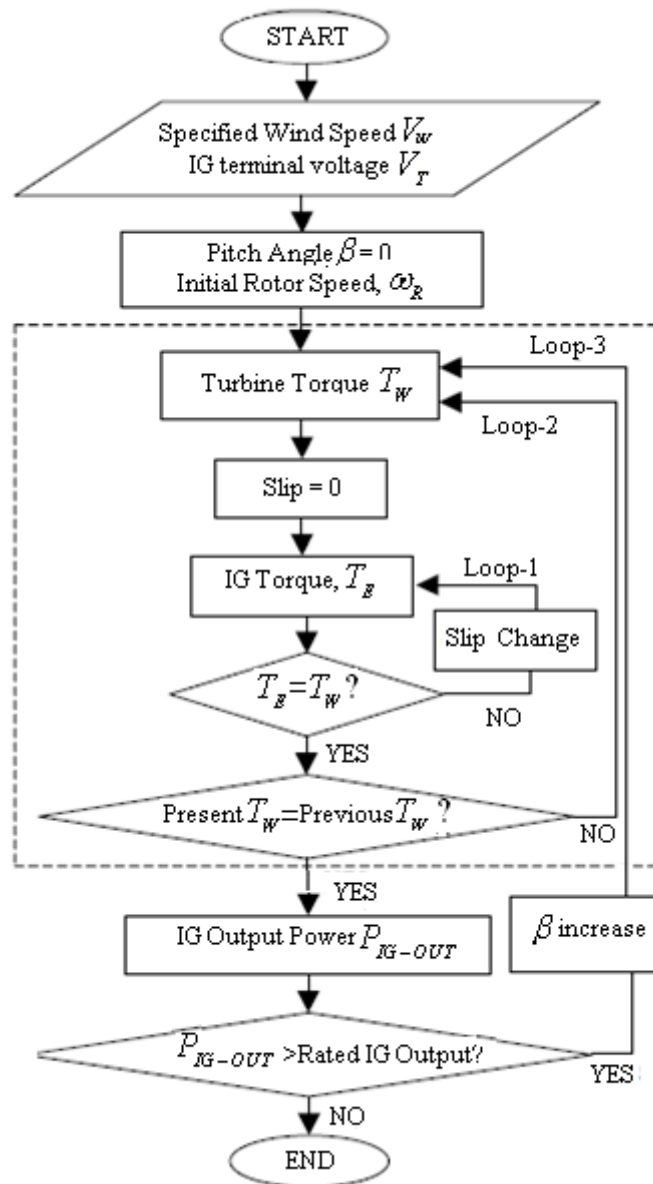 START
Specified Wind Speed V_W
IG terminal voltage V_T
Pitch Angle β = 0
Initial Rotor Speed, ω_R
Loop-3
Turbine Torque T_W
Loop-2
Slip = 0
Loop-1
IG Torque, T_E
Slip Change
T_E=T_W?
NO
YES
Present T_W=Previous T_W ?
NO
YES
IG Output Power P_IG-OUT
β increase
P_IG-OUT >Rated IG Output?
YES
NO
END